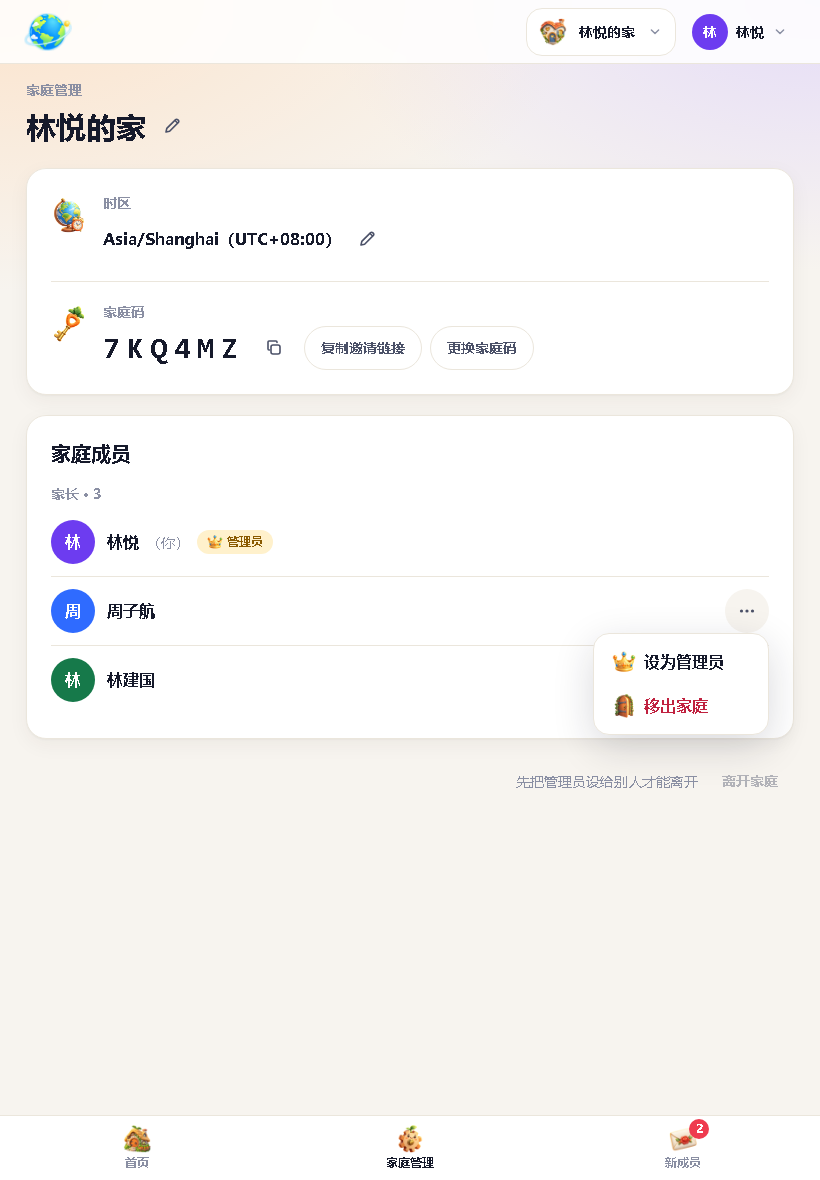 林悦的家
林 林悦
家庭管理
林悦的家
时区
Asia/Shanghai（UTC+08:00）
家庭码
7KQ4MZ 复制邀请链接 更换家庭码
家庭成员
家长 • 3
林 林悦 （你） 管理员
周 周子航
设为管理员
林 林建国
移出家庭
先把管理员设给别人才能离开 离开家庭
2
首页 家庭管理 新成员